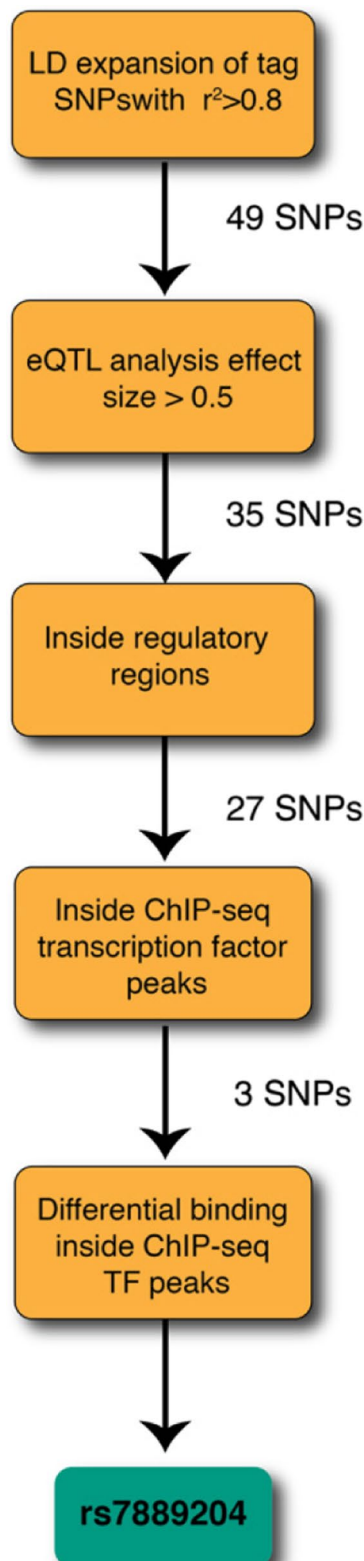 LD expansion of tag
SNPswith r²>0.8
49 SNPs
eQTL analysis effect
size > 0.5
35 SNPs
Inside regulatory
regions
27 SNPs
Inside ChIP-seq
transcription factor
peaks
3 SNPs
Differential binding
inside ChIP-seq
TF peaks
rs7889204